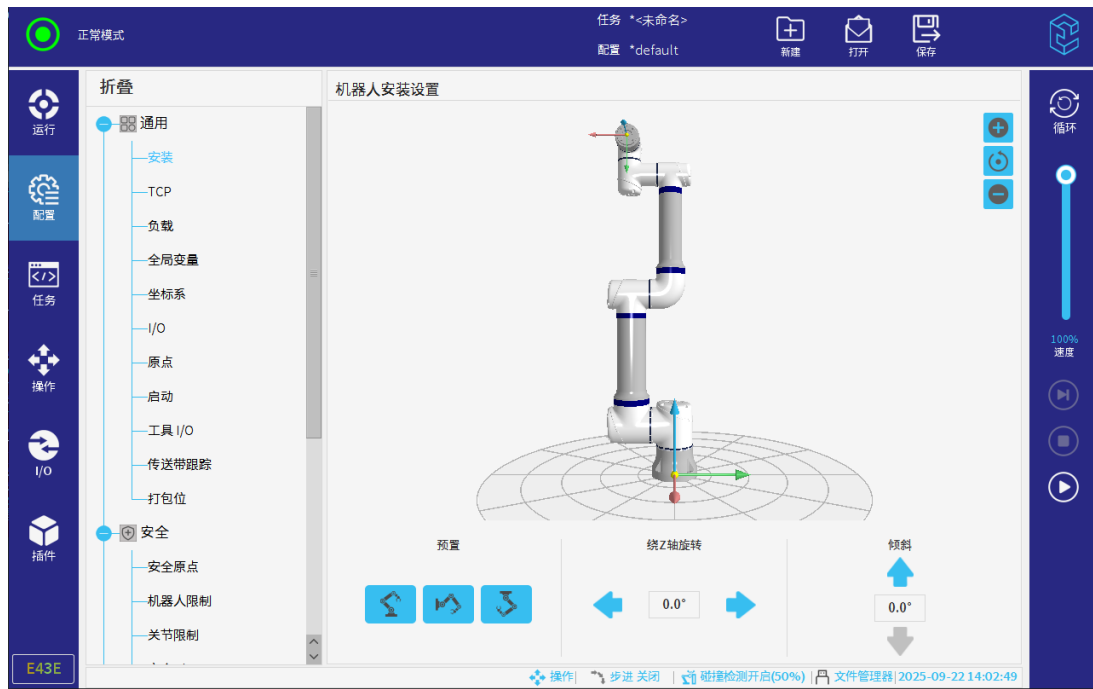 正常模式
任务 *<未命名>
配置 *default
新建
打开
保存
运行
配置
任务
操作
I/O
插件
E43E
折叠
通用
安装
TCP
负载
全局变量
坐标系
I/O
原点
启动
工具 I/O
传送带跟踪
打包位
安全
安全原点
机器人限制
关节限制
机器人安装设置
预置
绕Z轴旋转
0.0°
倾斜
0.0°
循环
100%
速度
操作| 步进 关闭 | 碰撞检测开启(50%) | 文件管理器| 2025-09-22 14:02:49